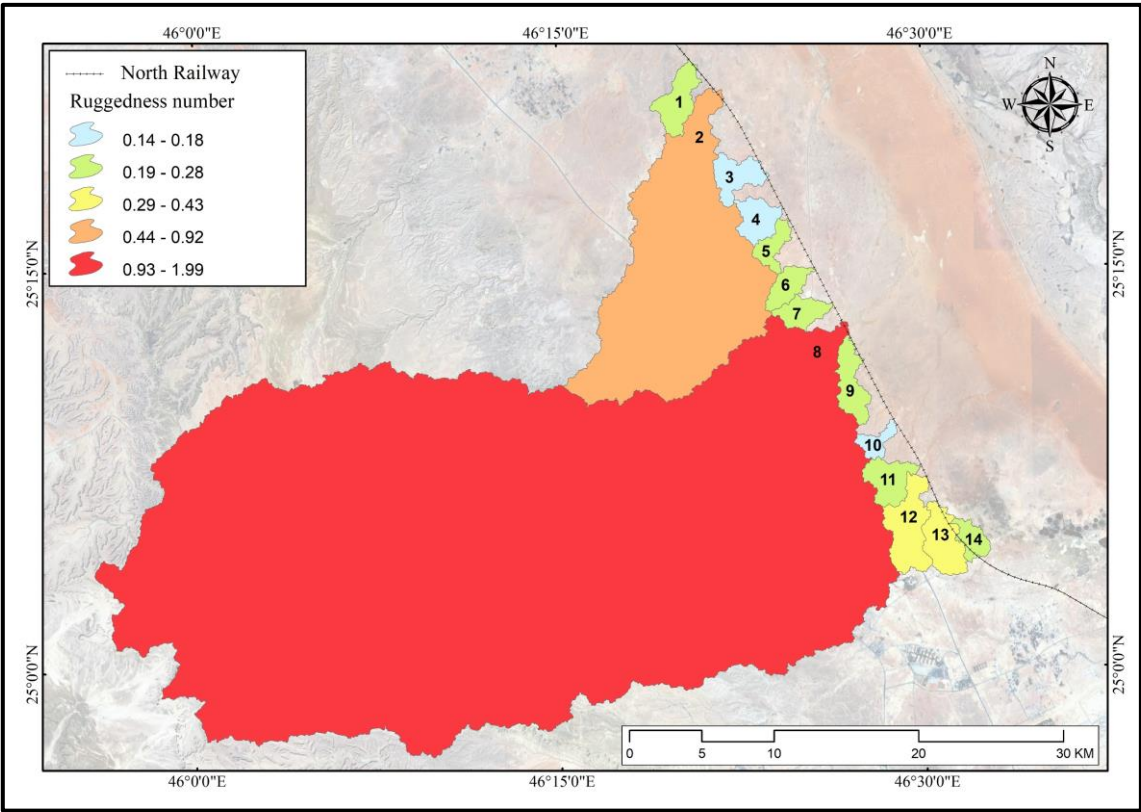 46°0'0"E 46°15'0"E 46°30'0"E
North Railway
Ruggedness number
0.14 - 0.18
0.19 - 0.28
0.29 - 0.43
0.44 - 0.92
0.93 - 1.99
N
W E
S
1
2
3
4
5
25°15'0"N 25°15'0"N
6
7
8
9
10
11
12
13
14
25°0'0"N 25°0'0"N
0 5 10 20 30 KM
46°0'0"E 46°15'0"E 46°30'0"E